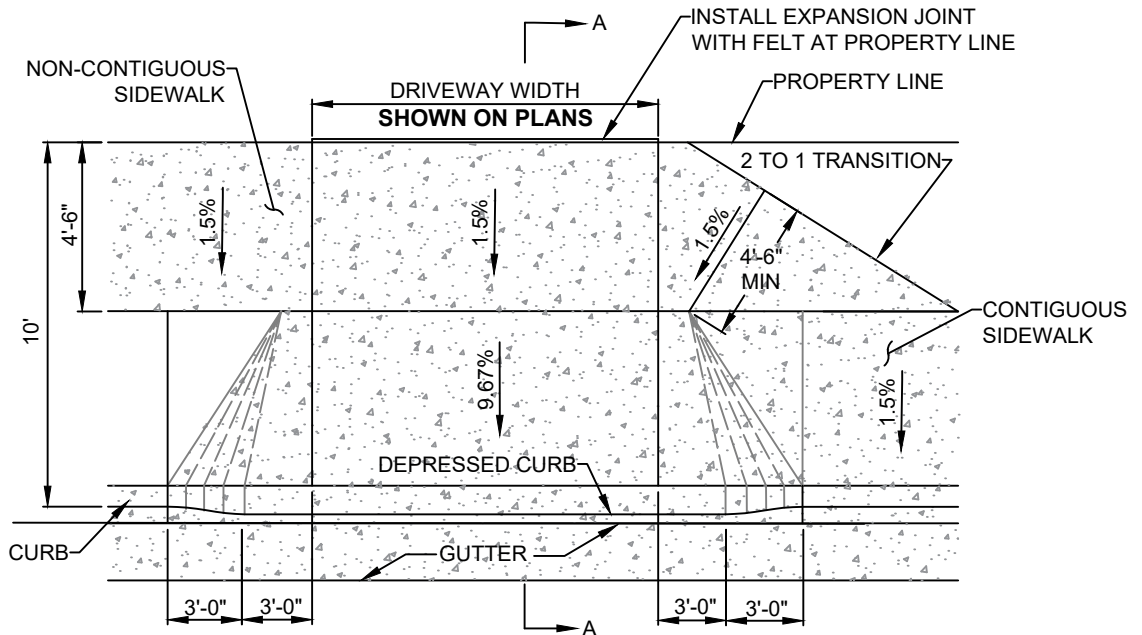 A
INSTALL EXPANSION JOINT
WITH FELT AT PROPERTY LINE
NON-CONTIGUOUS
SIDEWALK
DRIVEWAY WIDTH
SHOWN ON PLANS
PROPERTY LINE
2 TO 1 TRANSITION
4'-6"
1.5%
1.5%
1.5%
4'-6"
MIN
10'
CONTIGUOUS
SIDEWALK
9.67%
1.5%
DEPRESSED CURB
CURB
GUTTER
3'-0"
3'-0"
3'-0"
3'-0"
A